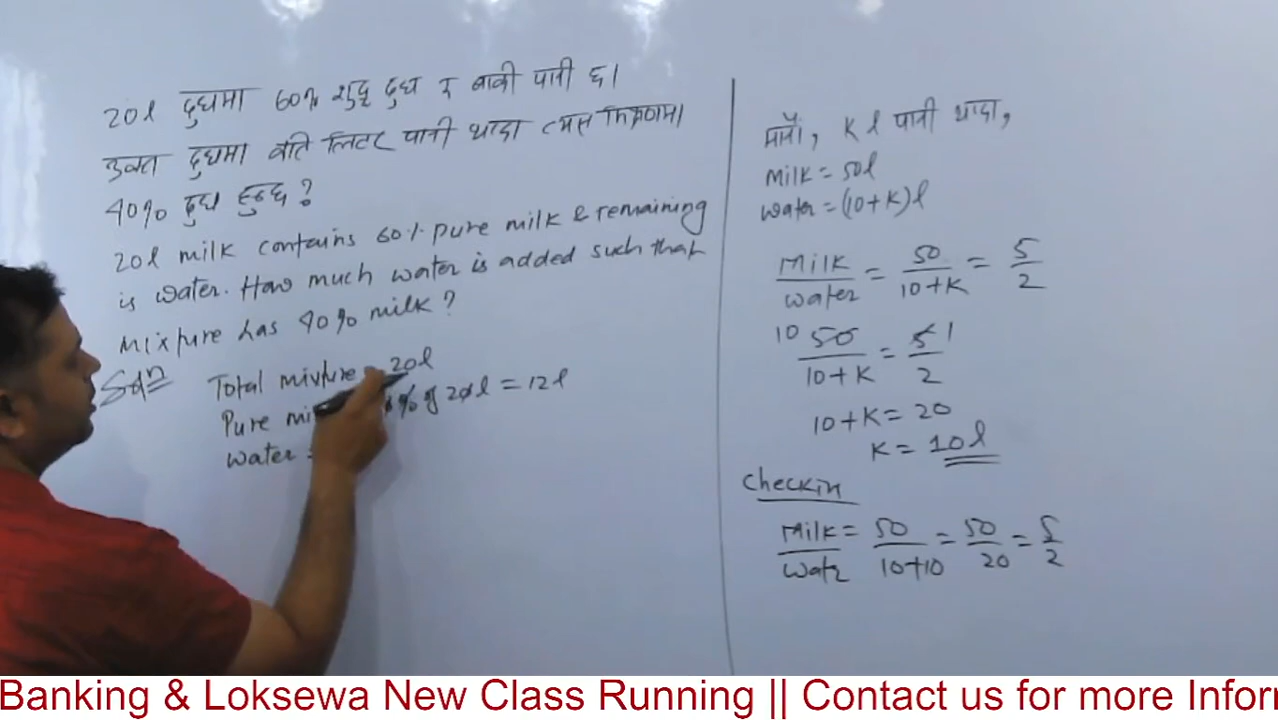 20l दुधमा 60% शुद्ध दुध र बाकी पानी छ।
उक्त दुधमा कति लिटर पानी थप्दा त्यस मिश्रणमा
40% दुध हुन्छ?
20l milk contains 60% pure milk & remaining
is water. How much water is added such that
mixture has 40% milk?
Solⁿ
Total mixture = 20l
Pure mi % of 20l = 12l
water =
मानौं, K l पानी थप्दा,
Milk = 50l
water = (10+K)l
Milk/water = 50/10+K = 5/2
10 50/10+K = 5 1/2
10+K = 20
K = 10l
Checkin
Milk/Watr = 50/10+10 = 50/20 = 5/2
Banking & Loksewa New Class Running || Contact us for more Infor